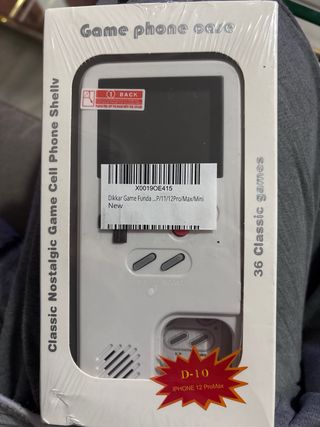 Game phone case
Classic Nostalgic Game Cell Phone Shellv
BACK
X0019OE415
Dikkar Game Funda ...P/11/12Pro/Max/Mini
New
36 Classic games
D-10
IPHONE 12 ProMax